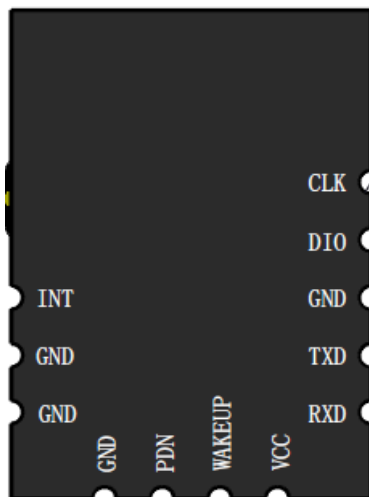 CLK
DIO
INT GND
GND TXD
GND RXD
GND PDN WAKEUP VCC